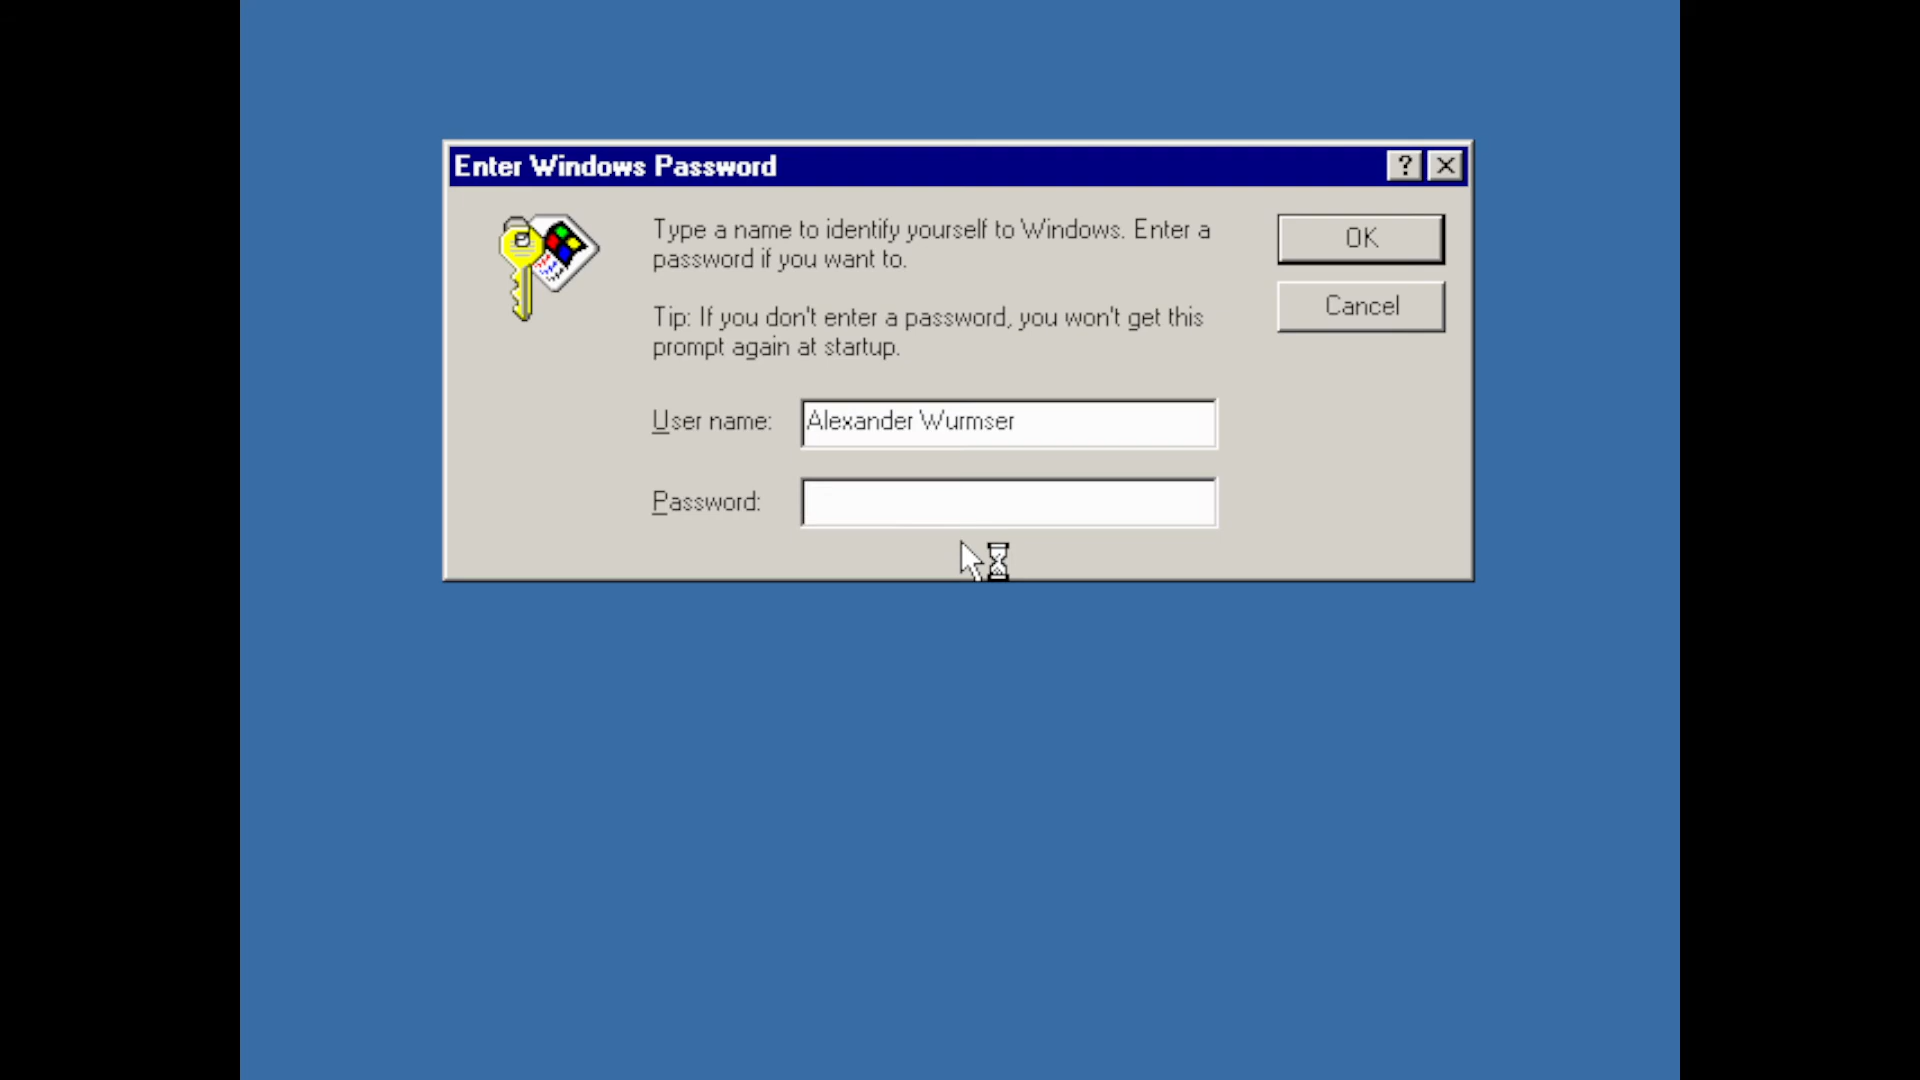 Enter Windows Password
Type a name to identify yourself to Windows. Enter a
password if you want to.
OK
Cancel
Tip: If you don't enter a password, you won't get this
prompt again at startup.
User name: Alexander Wurmser
Password: